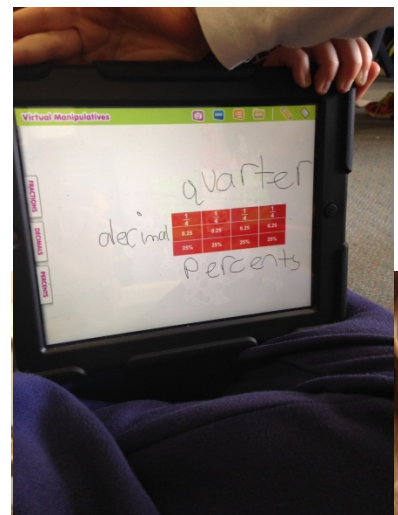 Virtual Manipulatives
FRACTIONS
DECIMALS
PERCENTS
quarter
1/4 1/4 1/4 1/4
decimal
0.25 0.25 0.25 0.25
25% 25% 25% 25%
Percents